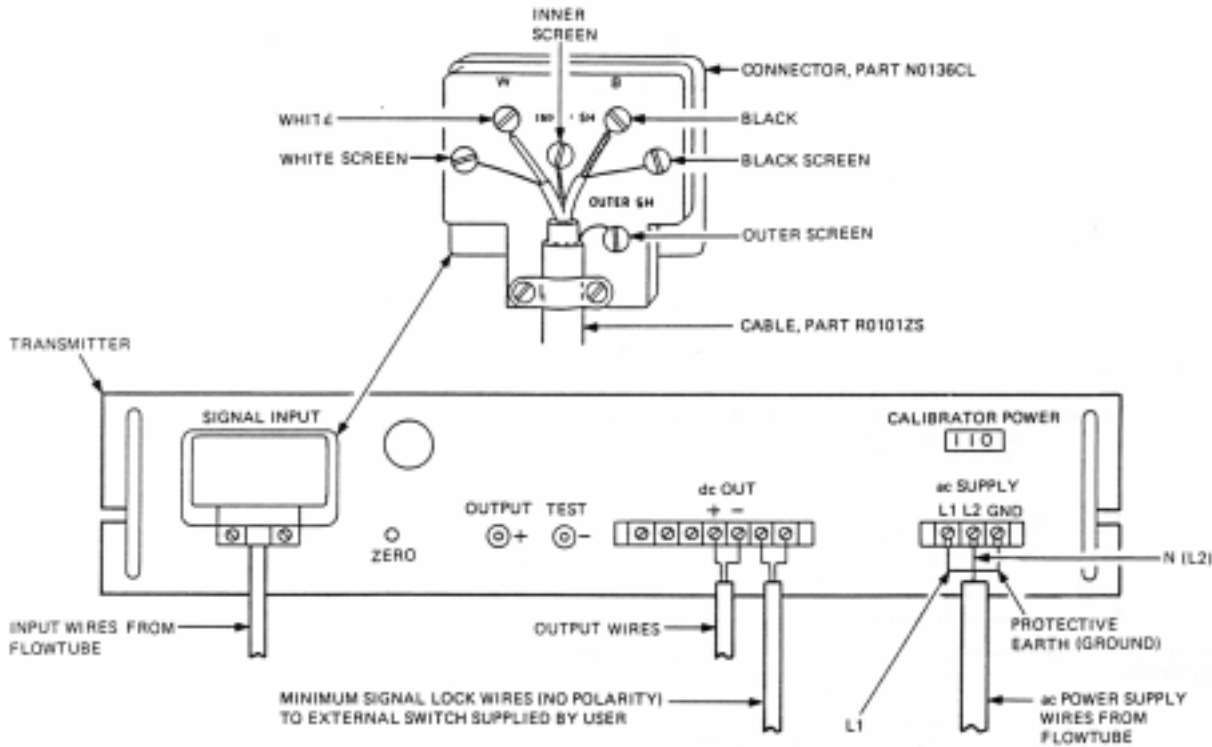 INNER
SCREEN
CONNECTOR, PART N0136CL
W
B
WHITE
SH
BLACK
WHITE SCREEN
BLACK SCREEN
OUTER SH
OUTER SCREEN
CABLE, PART R0101ZS
TRANSMITTER
SIGNAL INPUT
CALIBRATOR POWER
110
dc OUT
+ -
ac SUPPLY
L1 L2 GND
OUTPUT TEST
+ -
ZERO
N (L2)
INPUT WIRES FROM
FLOWTUBE
OUTPUT WIRES
PROTECTIVE
EARTH (GROUND)
MINIMUM SIGNAL LOCK WIRES (NO POLARITY)
TO EXTERNAL SWITCH SUPPLIED BY USER
L1
ac POWER SUPPLY
WIRES FROM
FLOWTUBE